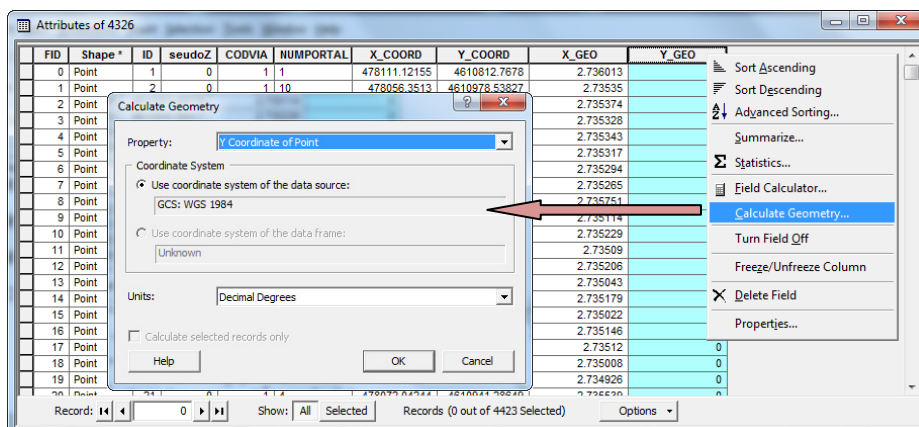 Attributes of 4326
FID Shape * ID seudoZ CODVIA NUMPORTAL X_COORD Y_COORD X_GEO Y_GEO
0 Point 1 0 1 1 478111.12155 4610812.7678 2.736013
1 Point 2 0 1 10 478056.3513 4610978.53827 2.73535
2 Point 2.735374
3 Point 2.735328
4 Point 2.735343
5 Point 2.735317
6 Point 2.735294
7 Point 2.735265
8 Point 2.735751
9 Point 2.735114
10 Point 2.735229
11 Point 2.73509
12 Point 2.735206
13 Point 2.735043
14 Point 2.735179
15 Point 2.735022
16 Point 2.735146
17 Point 2.73512 0
18 Point 2.735008 0
19 Point 2.734926 0
Calculate Geometry
Property: Y Coordinate of Point
Coordinate System
Use coordinate system of the data source:
GCS: WGS 1984
Use coordinate system of the data frame:
Unknown
Units: Decimal Degrees
Calculate selected records only
Help OK Cancel
Sort Ascending
Sort Descending
Advanced Sorting...
Summarize...
Statistics...
Field Calculator...
Calculate Geometry...
Turn Field Off
Freeze/Unfreeze Column
Delete Field
Properties...
Record: 0 Show: All Selected Records (0 out of 4423 Selected) Options